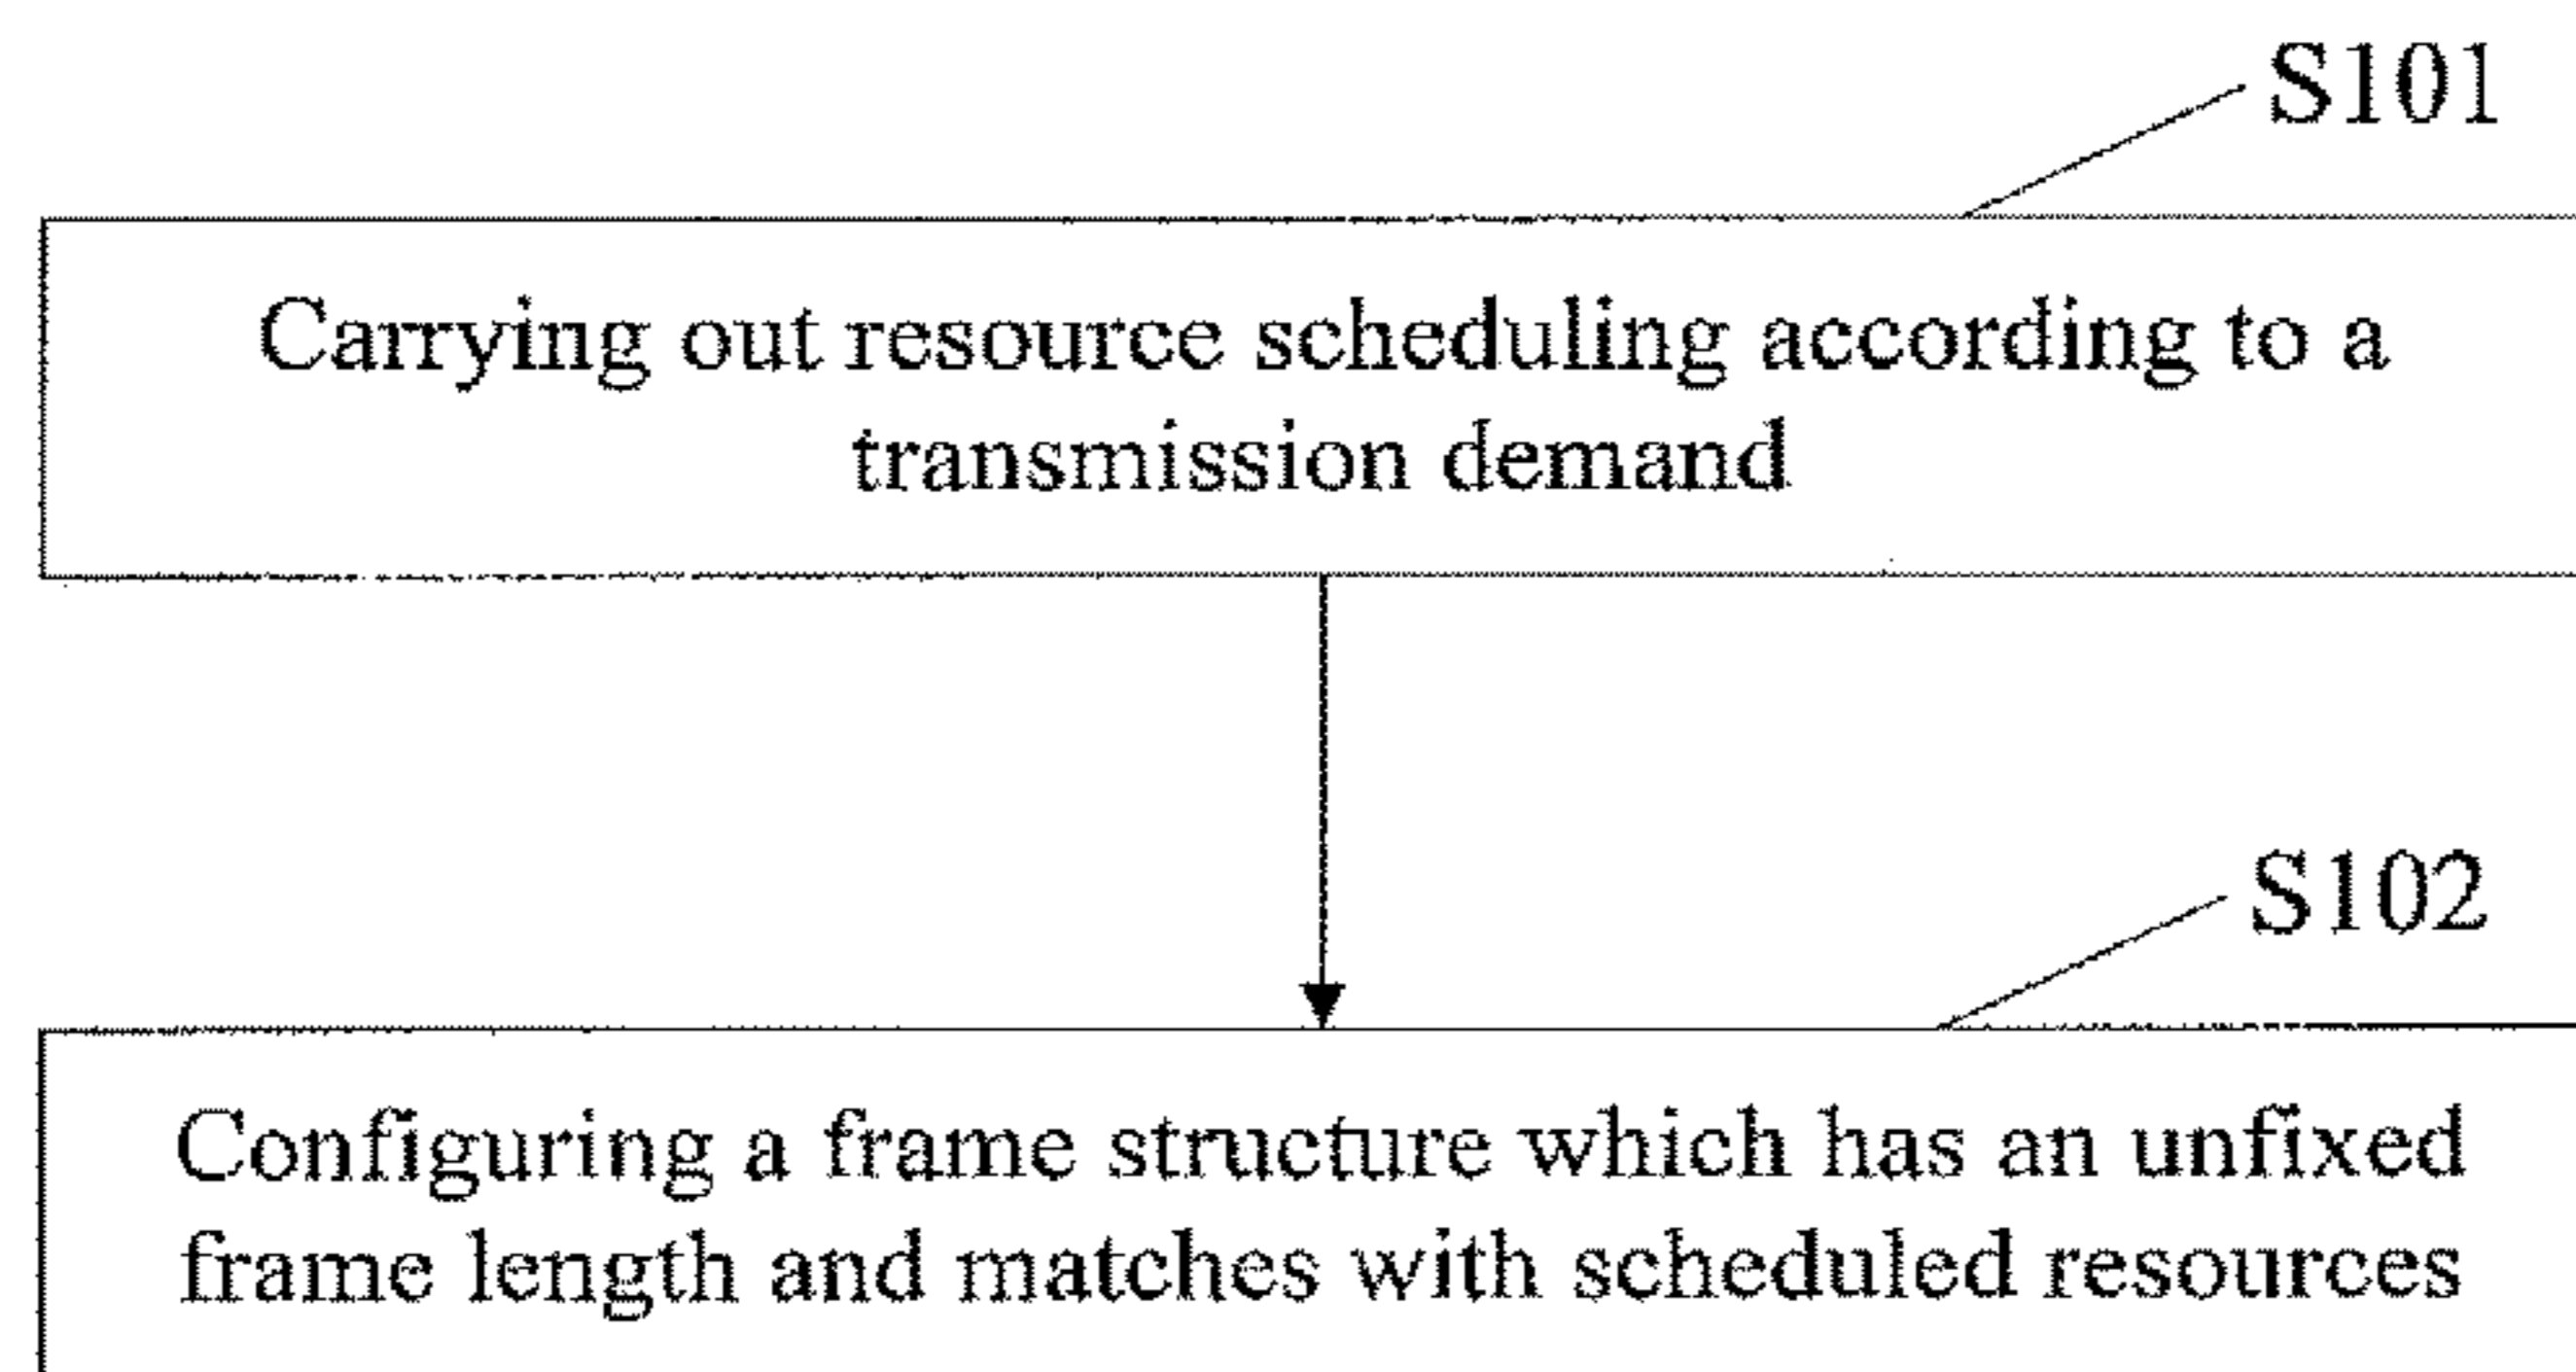 S101
Carrying out resource scheduling according to a
transmission demand
S102
Configuring a frame structure which has an unfixed
frame length and matches with scheduled resources